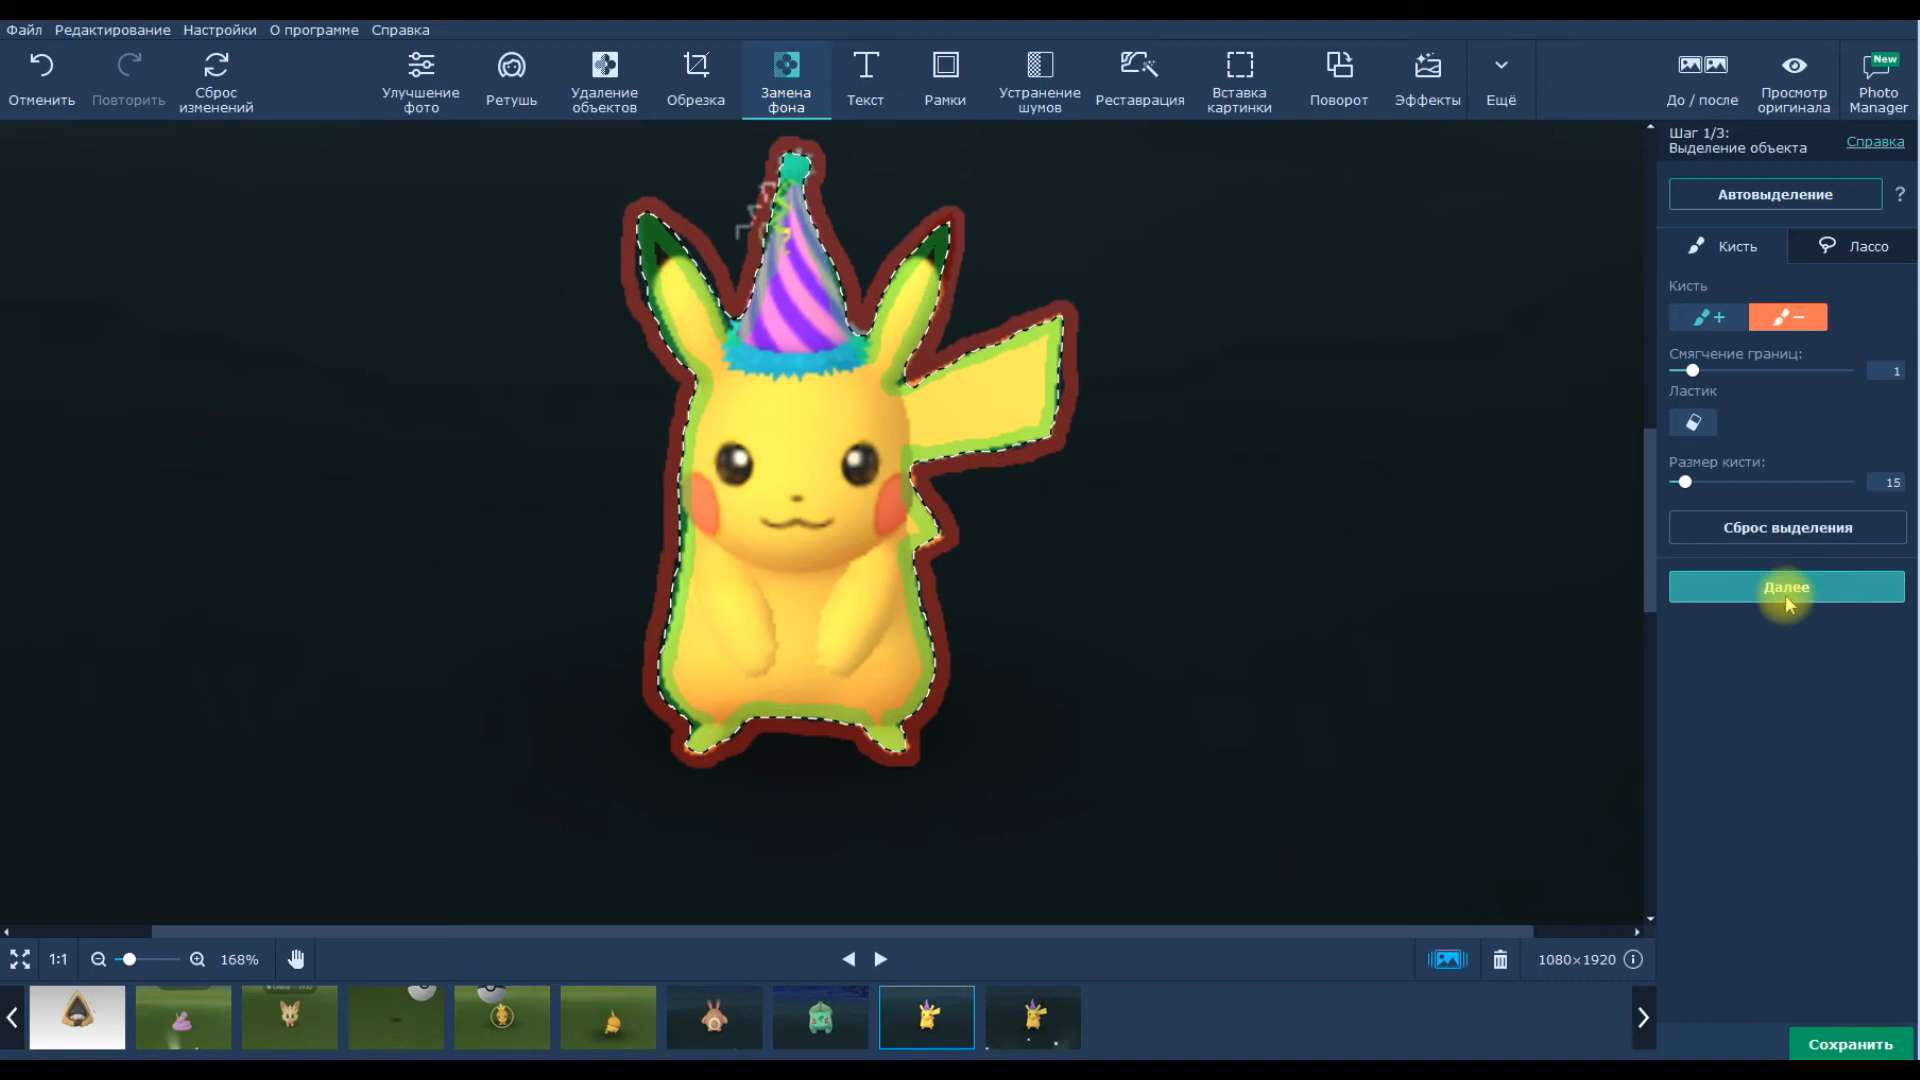 Файл Редактирование Настройки О программе Справка
Отменить
Повторить
Сброс
изменений
Улучшение
фото
Ретушь
Удаление
объектов
Обрезка
Замена
фона
Текст
Рамки
Устранение
шумов
Реставрация
Вставка
картинки
Поворот
Эффекты
Ещё
До / после
Просмотр
оригинала
New
Photo
Manager
Шаг 1/3:
Выделение объекта
Справка
Автовыделение ?
Кисть Лассо
Кисть
Смягчение границ:
1
Ластик
Размер кисти:
15
Сброс выделения
Далее
1:1 168% 1080×1920
Сохранить